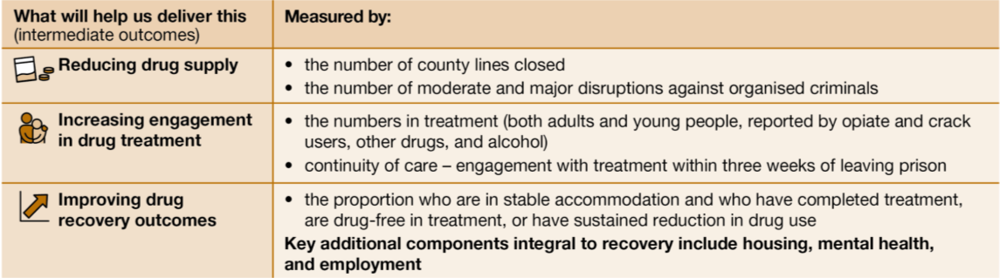 What will help us deliver this
(intermediate outcomes)
Measured by:
Reducing drug supply
• the number of county lines closed
• the number of moderate and major disruptions against organised criminals
Increasing engagement
in drug treatment
• the numbers in treatment (both adults and young people, reported by opiate and crack
users, other drugs, and alcohol)
• continuity of care – engagement with treatment within three weeks of leaving prison
Improving drug
recovery outcomes
• the proportion who are in stable accommodation and who have completed treatment,
are drug-free in treatment, or have sustained reduction in drug use
Key additional components integral to recovery include housing, mental health,
and employment